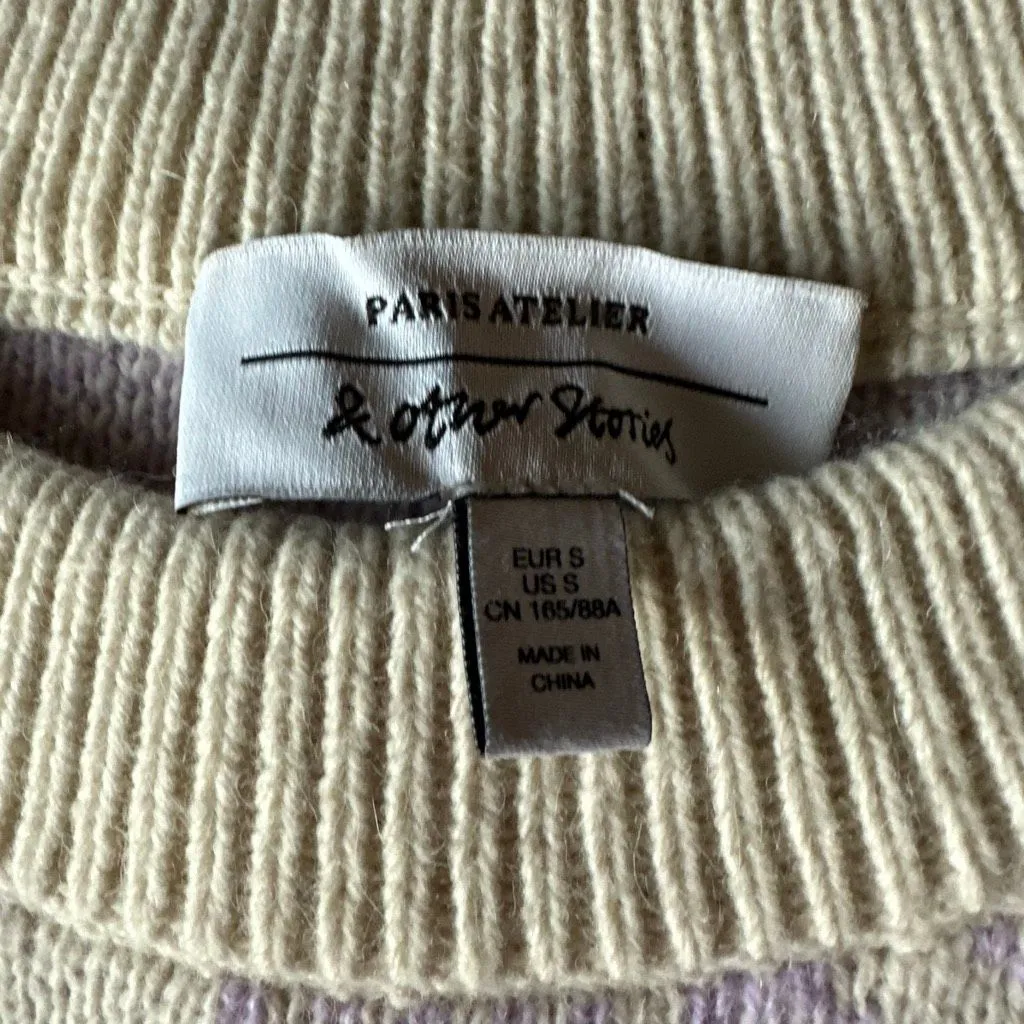 PARIS ATELIER
& other Stories
EUR S
US S
CN 165/88A
MADE IN
CHINA